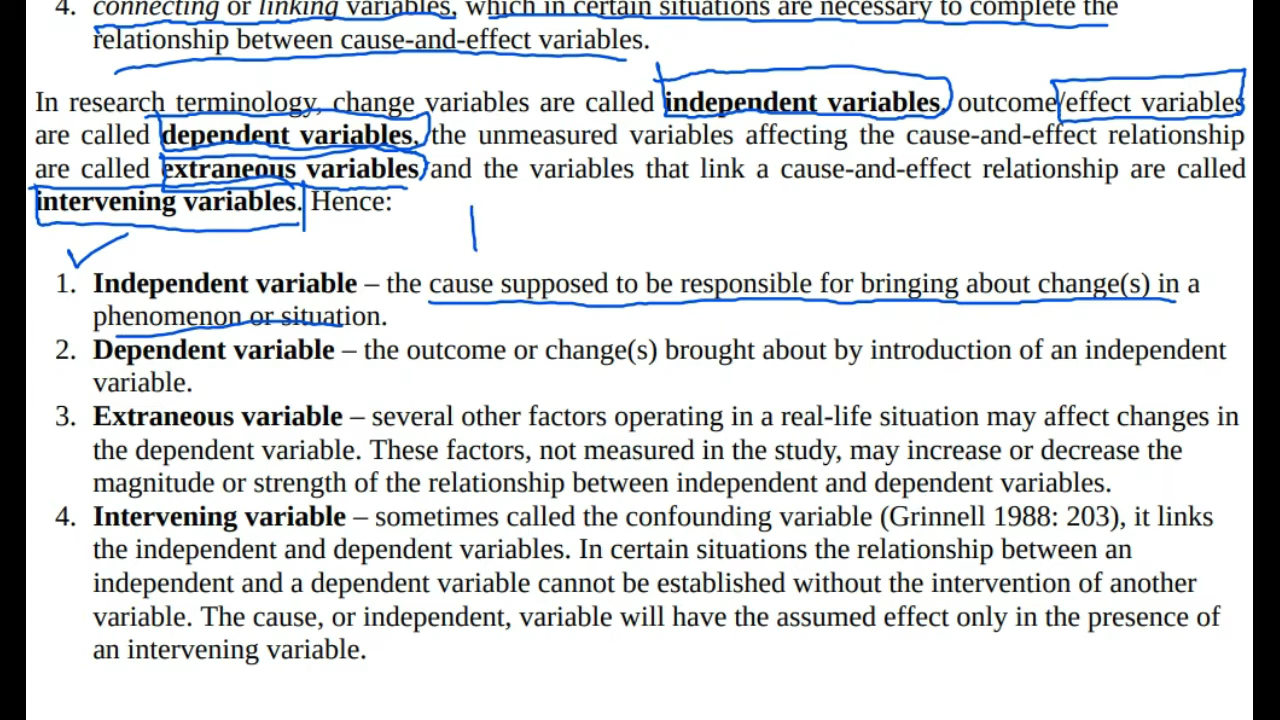 4. connecting or linking variables, which in certain situations are necessary to complete the
relationship between cause-and-effect variables.
In research terminology, change variables are called independent variables, outcome/effect variables
are called dependent variables, the unmeasured variables affecting the cause-and-effect relationship
are called extraneous variables and the variables that link a cause-and-effect relationship are called
intervening variables. Hence:
1. Independent variable – the cause supposed to be responsible for bringing about change(s) in a
phenomenon or situation.
2. Dependent variable – the outcome or change(s) brought about by introduction of an independent
variable.
3. Extraneous variable – several other factors operating in a real-life situation may affect changes in
the dependent variable. These factors, not measured in the study, may increase or decrease the
magnitude or strength of the relationship between independent and dependent variables.
4. Intervening variable – sometimes called the confounding variable (Grinnell 1988: 203), it links
the independent and dependent variables. In certain situations the relationship between an
independent and a dependent variable cannot be established without the intervention of another
variable. The cause, or independent, variable will have the assumed effect only in the presence of
an intervening variable.